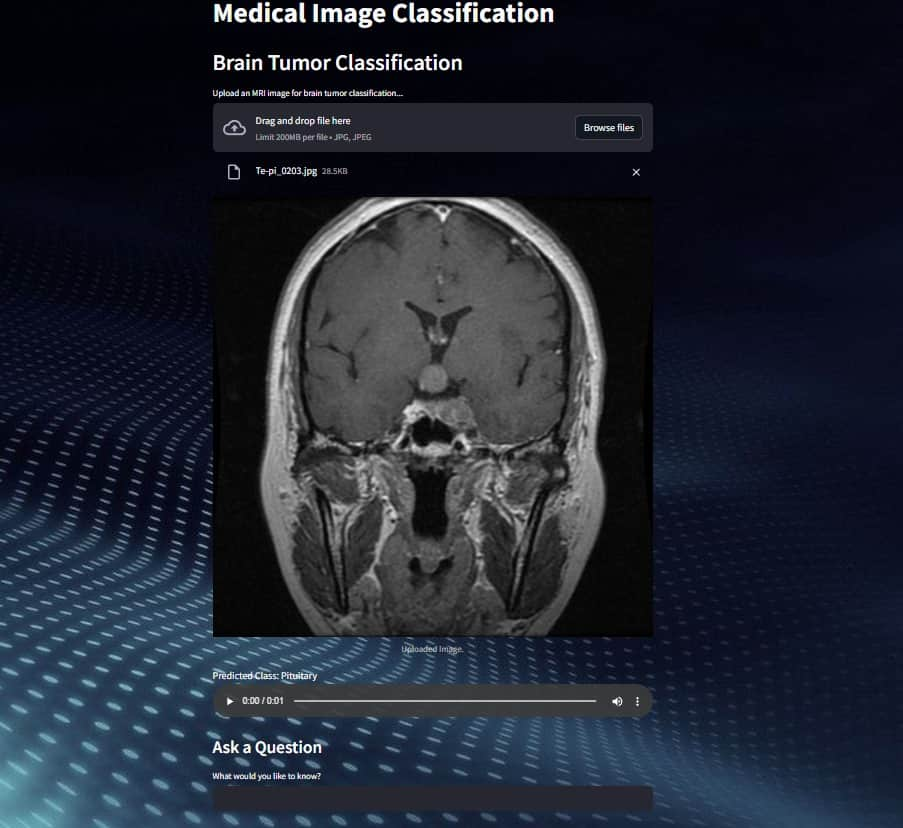 Medical Image Classification
Brain Tumor Classification
Upload an MRI image for brain tumor classification...
Drag and drop file here
Limit 200MB per file • JPG, JPEG
Browse files
Te-pi_0203.jpg 28.5KB
Uploaded Image.
Predicted Class: Pituitary
0:00 / 0:01
Ask a Question
What would you like to know?